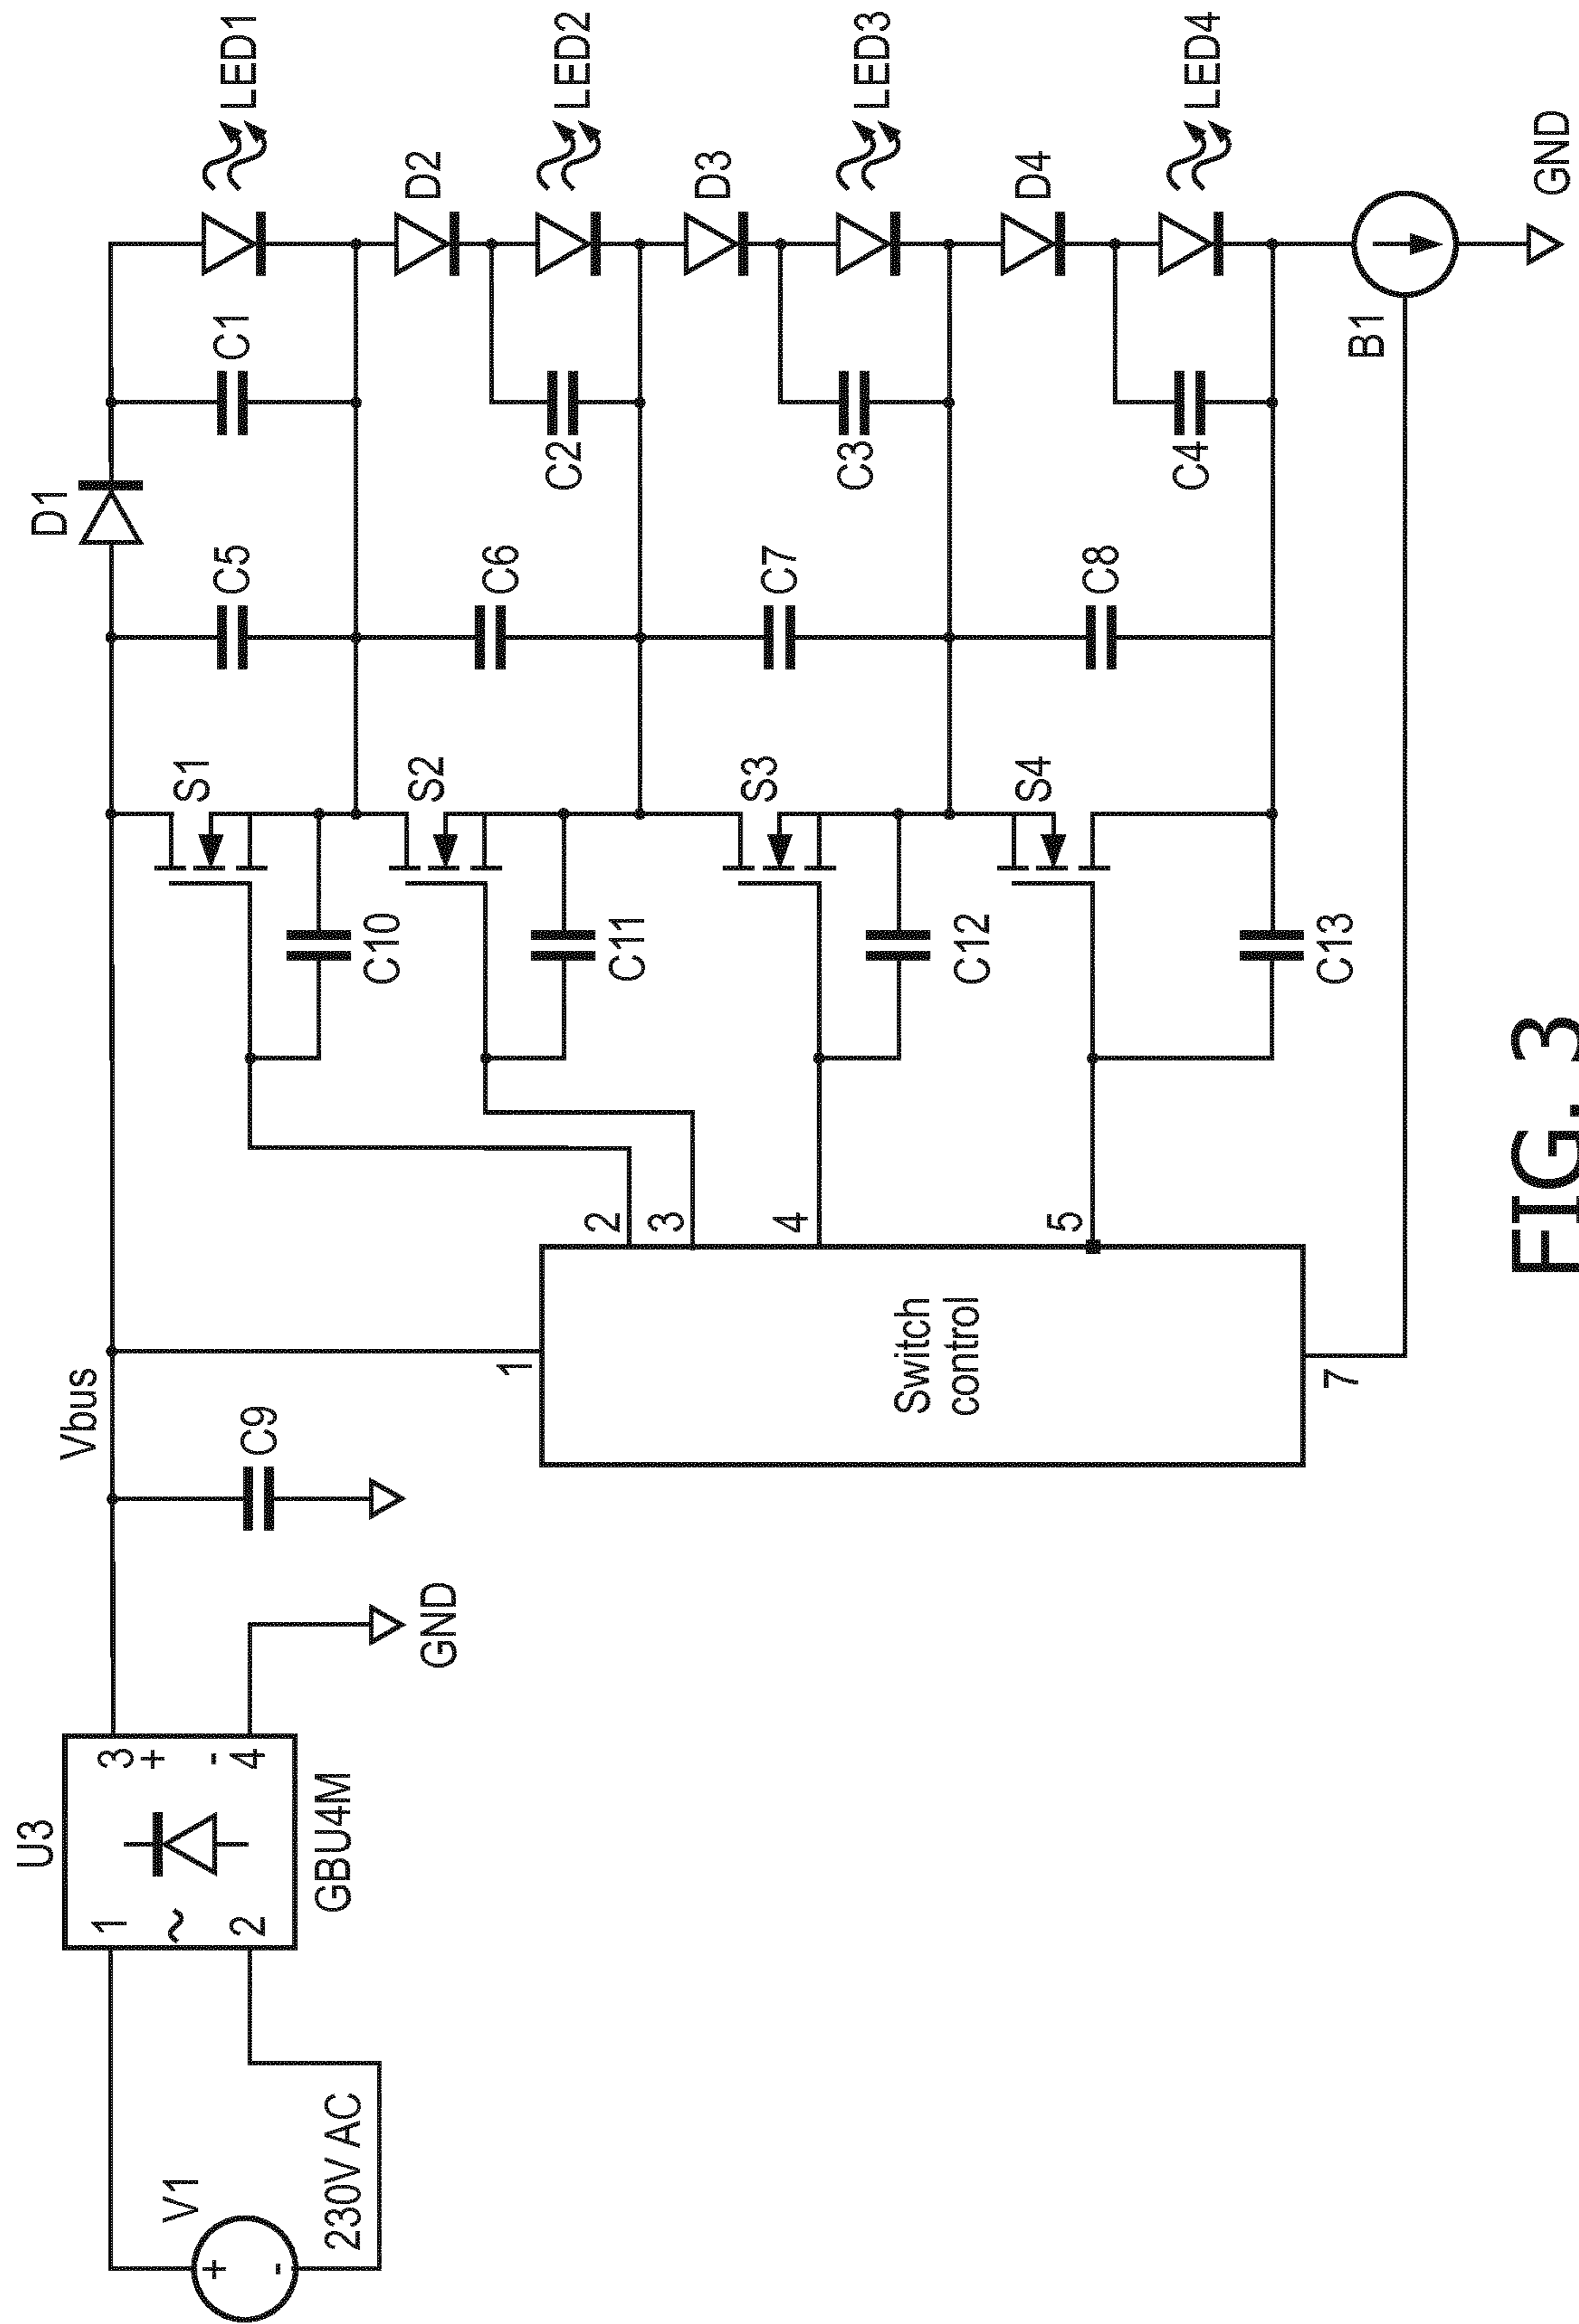 V1
+
-
230V AC
U3
1
~
2
3
+
-
4
GBU4M
GND
Vbus
C9
1
Switch
control
2
3
4
5
7
S1
S2
S3
S4
C10
C11
C12
C13
C5
C6
C7
C8
D1
C1
C2
C3
C4
LED1
D2
LED2
D3
LED3
D4
LED4
B1
GND
FIG. 3